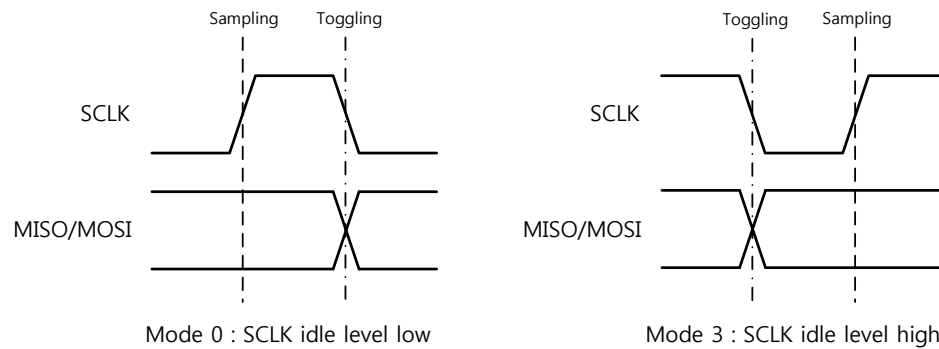 Sampling Toggling
SCLK
MISO/MOSI
Mode 0 : SCLK idle level low
Toggling Sampling
SCLK
MISO/MOSI
Mode 3 : SCLK idle level high